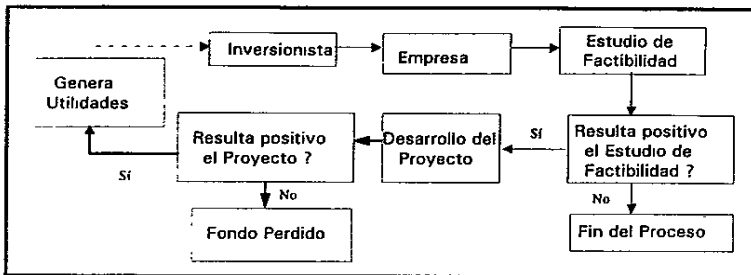 Inversionista
Empresa
Estudio de
Factibilidad
Genera
Utilidades
Resulta positivo
el Proyecto ?
Desarrollo del
Proyecto
Sí
Resulta positivo
el Estudio de
Factibilidad ?
Sí
No
No
Fondo Perdido
Fin del Proceso